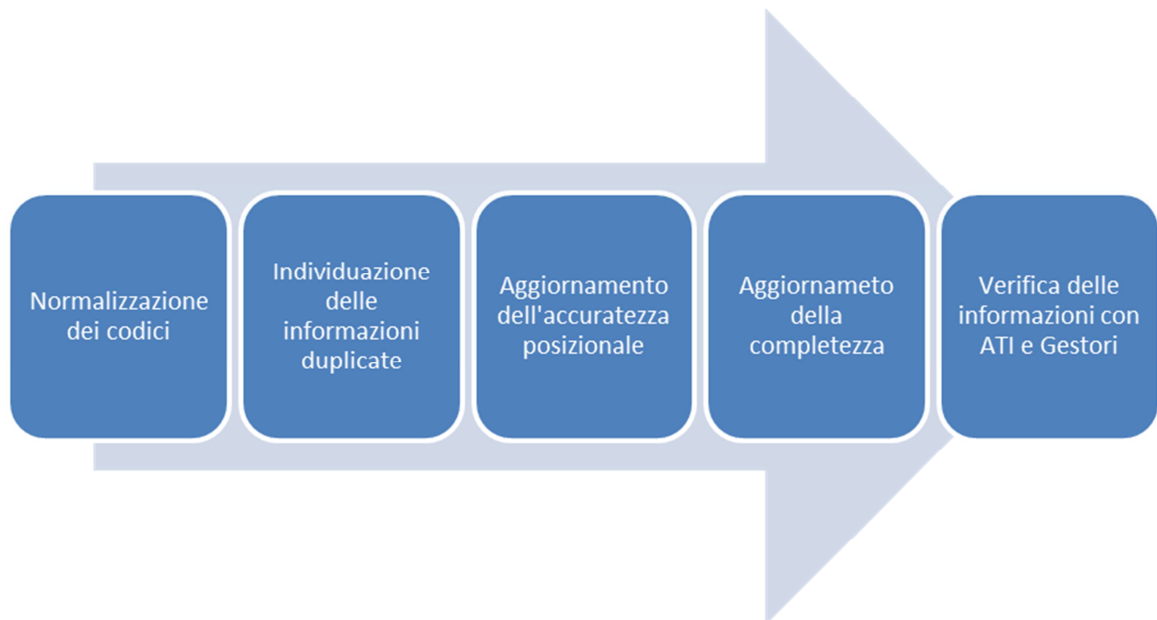 Normalizzazione
dei codici
Individuazione
delle
informazioni
duplicate
Aggiornamento
dell'accuratezza
posizionale
Aggiornameto
della
completezza
Verifica delle
informazioni con
ATI e Gestori